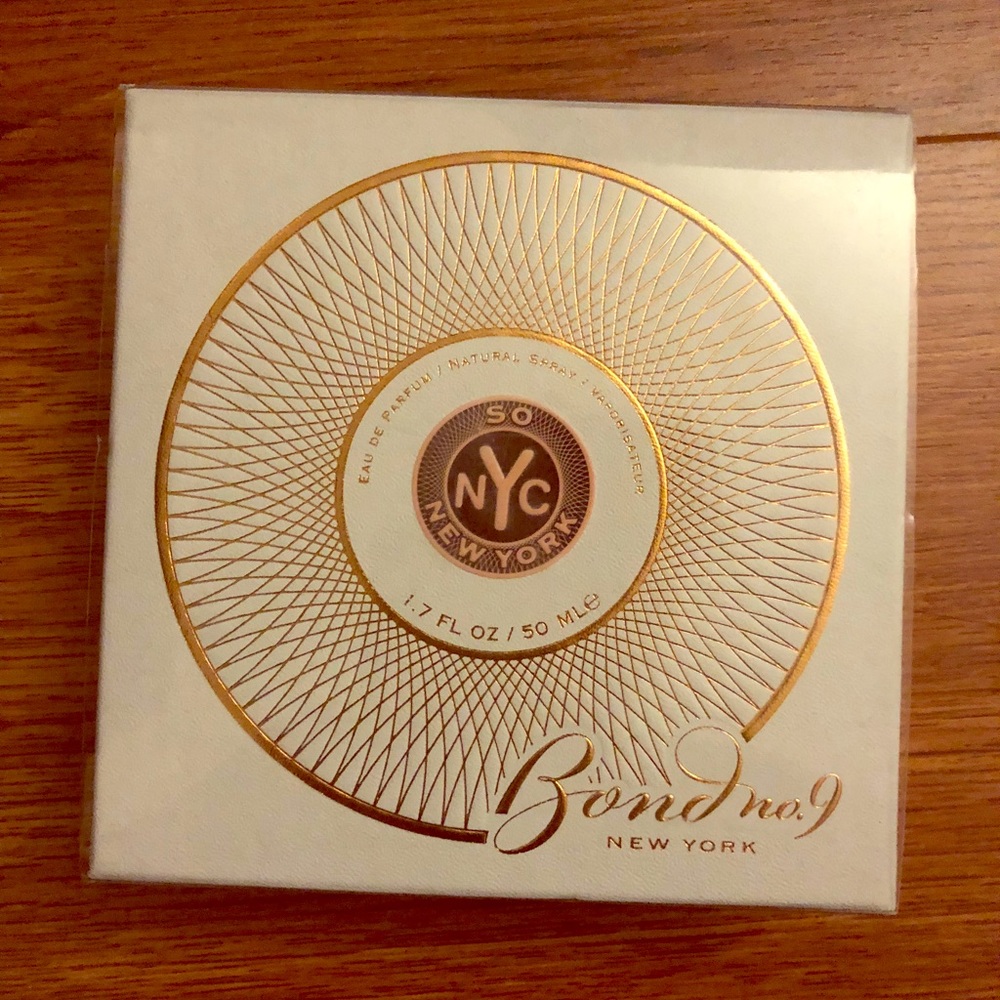 EAU DE PARFUM / NATURAL SPRAY / VAPORISATEUR
SO
NYC
NEW YORK
1.7 FL OZ / 50 ML℮
Bond no.9
NEW YORK